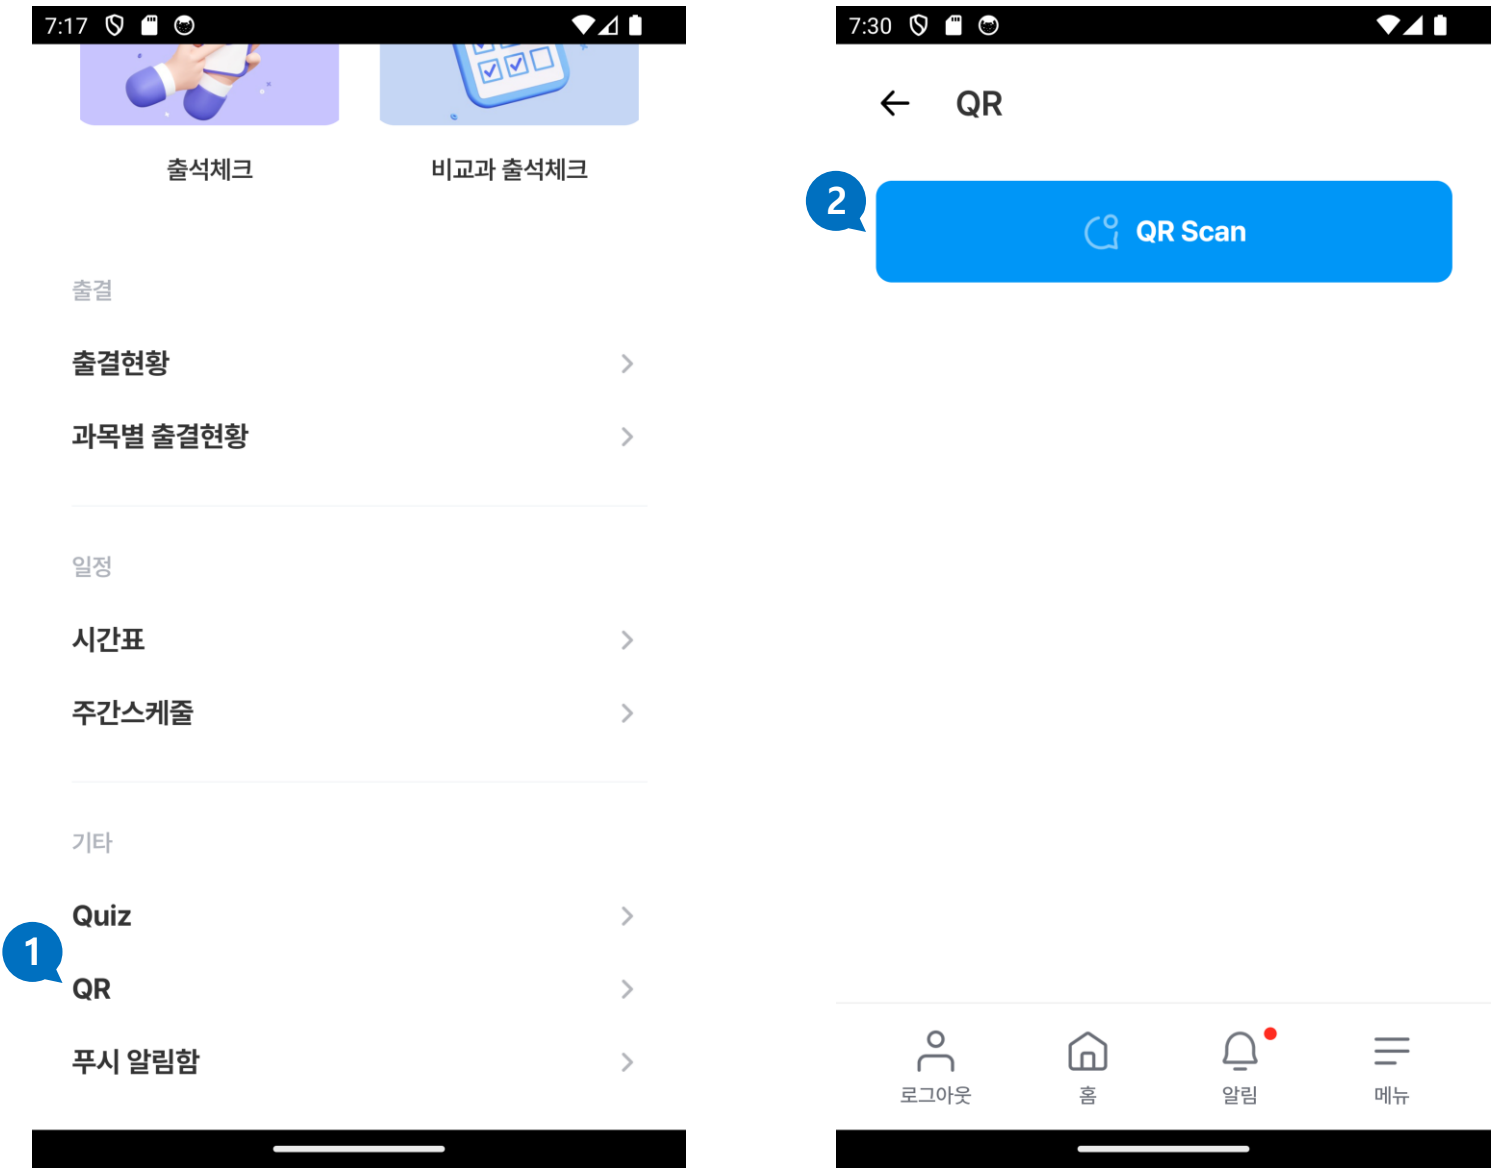 7:17
출석체크
비교과 출석체크
출결
출결현황
과목별 출결현황
일정
시간표
주간스케줄
기타
Quiz
1
QR
푸시 알림함
7:30
QR
2
QR Scan
로그아웃
홈
알림
메뉴